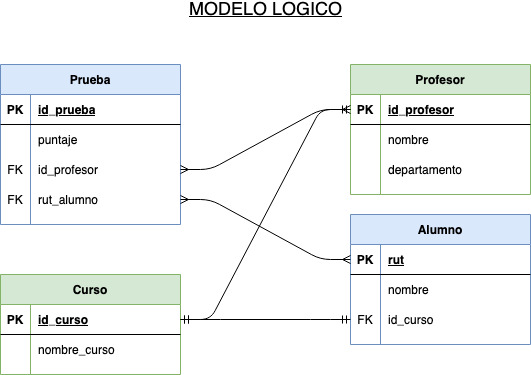 MODELO LOGICO
Prueba
PK id_prueba
puntaje
FK id_profesor
FK rut_alumno
Profesor
PK id_profesor
nombre
departamento
Alumno
PK rut
nombre
FK id_curso
Curso
PK id_curso
nombre_curso